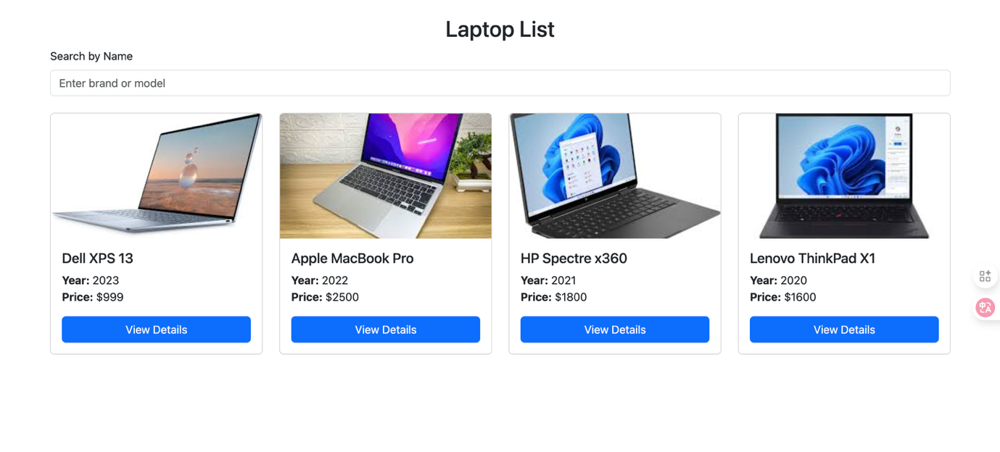 Laptop List
Search by Name
Enter brand or model
Dell XPS 13
Year: 2023
Price: $999
View Details
Apple MacBook Pro
Year: 2022
Price: $2500
View Details
HP Spectre x360
Year: 2021
Price: $1800
View Details
Lenovo ThinkPad X1
Year: 2020
Price: $1600
View Details